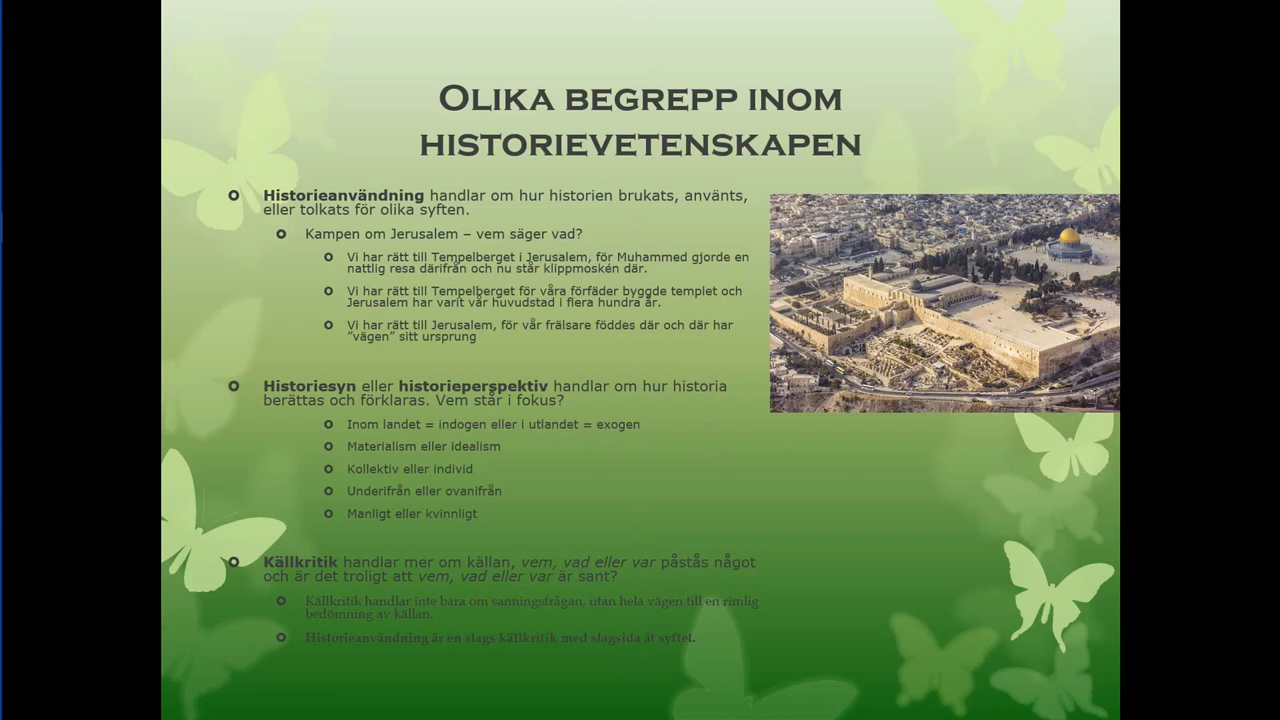 Olika begrepp inom
historievetenskapen
Historieanvändning handlar om hur historien brukats, använts,
eller tolkats för olika syften.
Kampen om Jerusalem – vem säger vad?
Vi har rätt till Tempelberget i Jerusalem, för Muhammed gjorde en
nattlig resa därifrån och nu står klippmoskén där.
Vi har rätt till Tempelberget för våra förfäder byggde templet och
Jerusalem har varit vår huvudstad i flera hundra år.
Vi har rätt till Jerusalem, för vår frälsare föddes där och där har
”vägen” sitt ursprung
Historiesyn eller historieperspektiv handlar om hur historia
berättas och förklaras. Vem står i fokus?
Inom landet = indogen eller i utlandet = exogen
Materialism eller idealism
Kollektiv eller individ
Underifrån eller ovanifrån
Manligt eller kvinnligt
Källkritik handlar mer om källan, vem, vad eller var påstås något
och är det troligt att vem, vad eller var är sant?
Källkritik handlar inte bara om sanningsfrågan, utan hela vägen till en rimlig
bedömning av källan.
Historieanvändning är en slags källkritik med slagsida åt syftet.